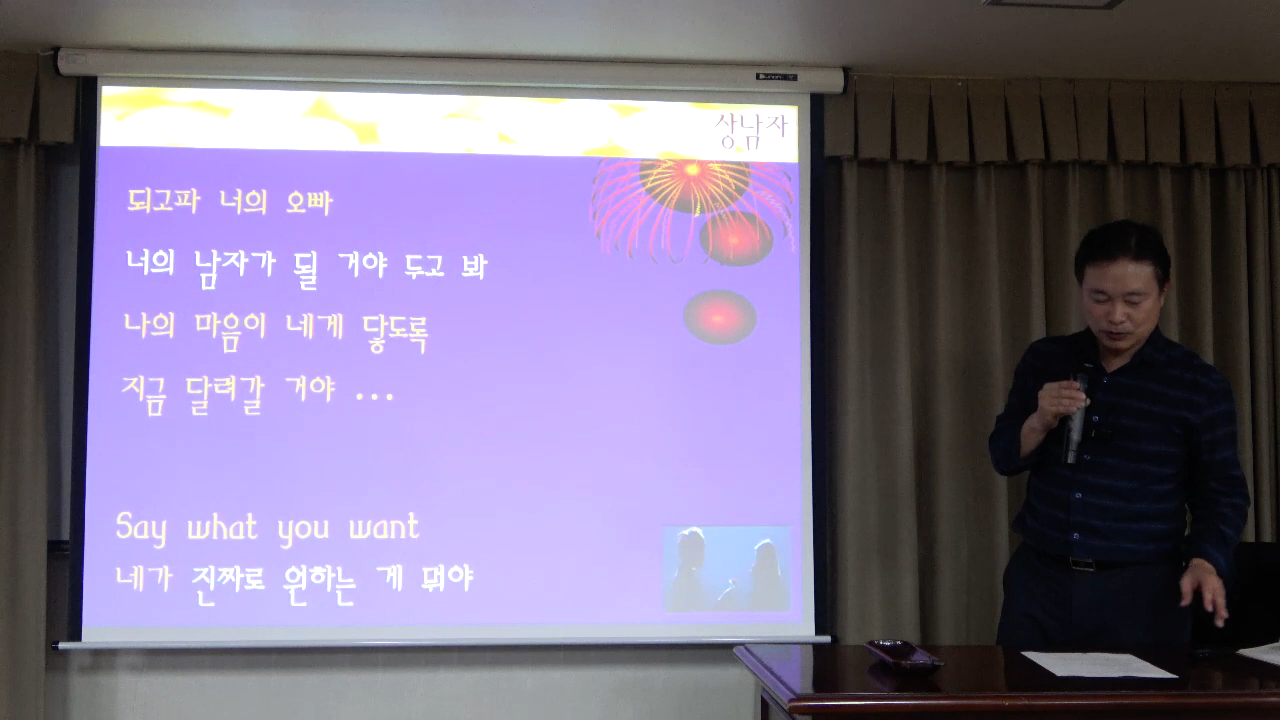 상남자
되고파 너의 오빠
너의 남자가 될 거야 두고 봐
나의 마음이 네게 닿도록
지금 달려갈 거야 ...
Say what you want
네가 진짜로 원하는 게 뭐야